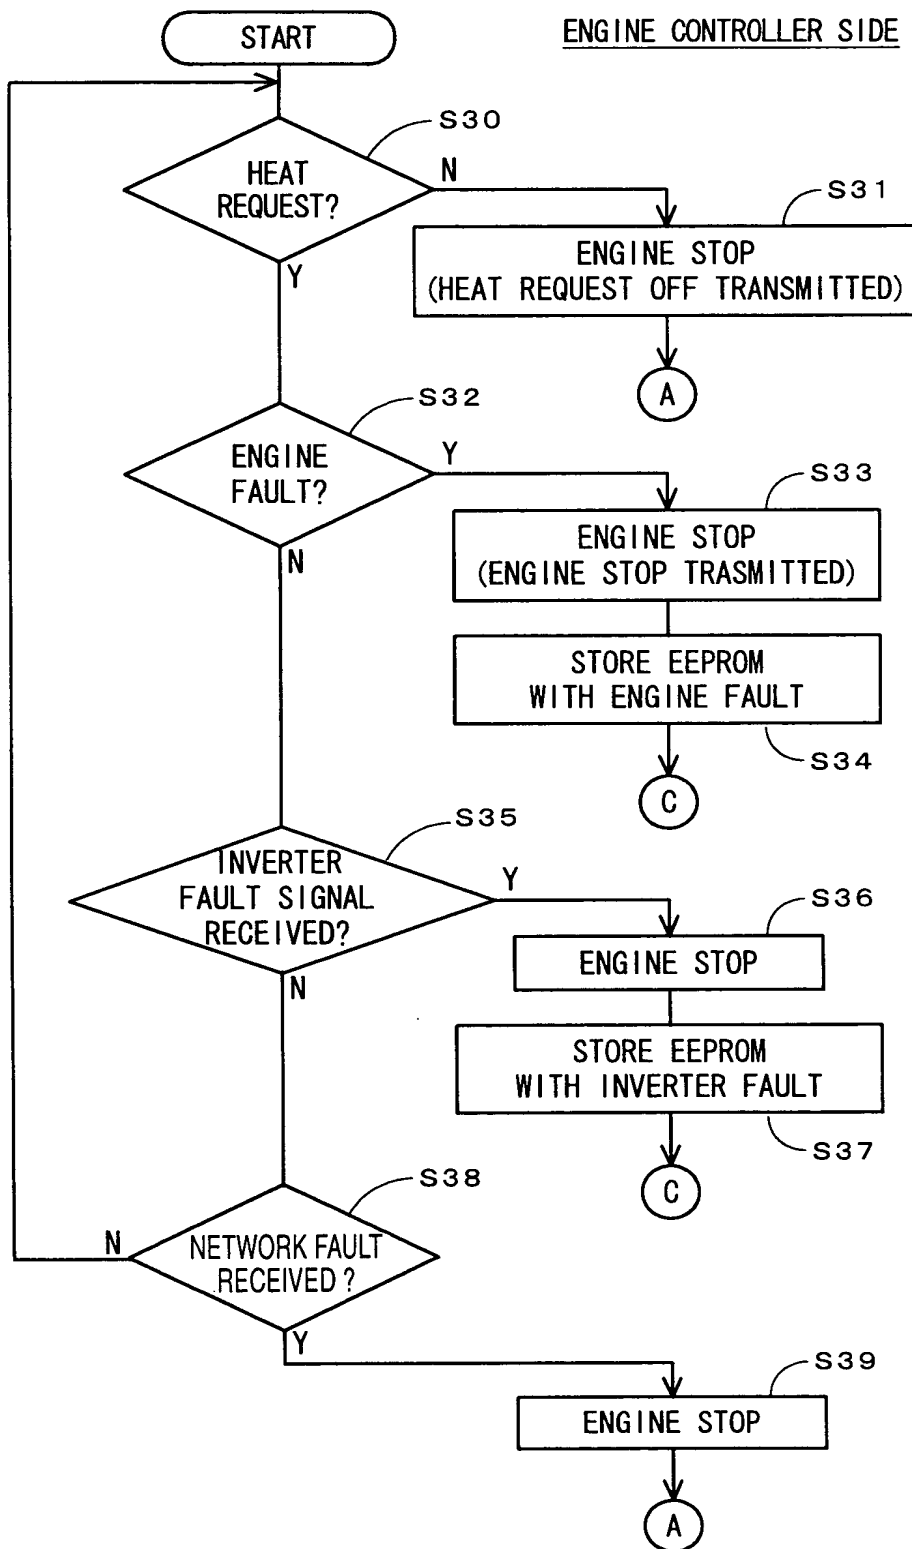 START
ENGINE CONTROLLER SIDE
S30
HEAT
REQUEST?
N
Y
S31
ENGINE STOP
(HEAT REQUEST OFF TRANSMITTED)
A
S32
ENGINE
FAULT?
Y
N
S33
ENGINE STOP
(ENGINE STOP TRASMITTED)
STORE EEPROM
WITH ENGINE FAULT
S34
C
S35
INVERTER
FAULT SIGNAL
RECEIVED?
Y
N
S36
ENGINE STOP
STORE EEPROM
WITH INVERTER FAULT
S37
C
S38
NETWORK FAULT
RECEIVED?
N
Y
S39
ENGINE STOP
A